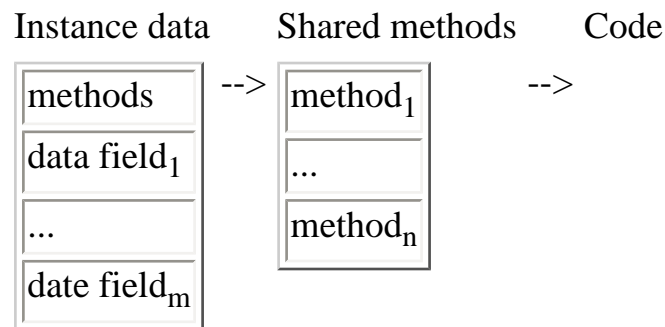 Instance data Shared methods Code
methods --> method1 -->
data field1 ...
... methodn
date fieldm